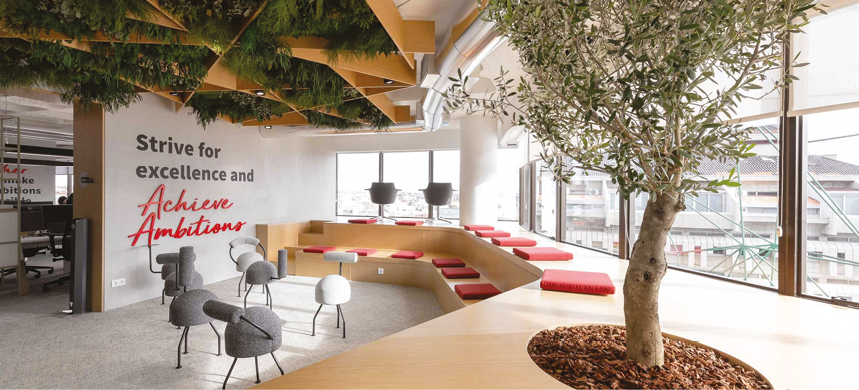 Strive for
excellence and
Achieve
Ambitions